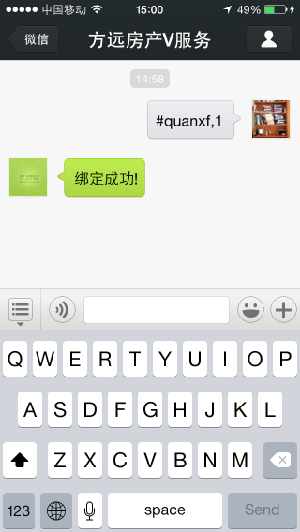 中国移动 15:00 49%
微信 方远房产V服务
14:58
#quanxf,1
绑定成功!
Q W E R T Y U I O P
A S D F G H J K L
Z X C V B N M
123 space Send